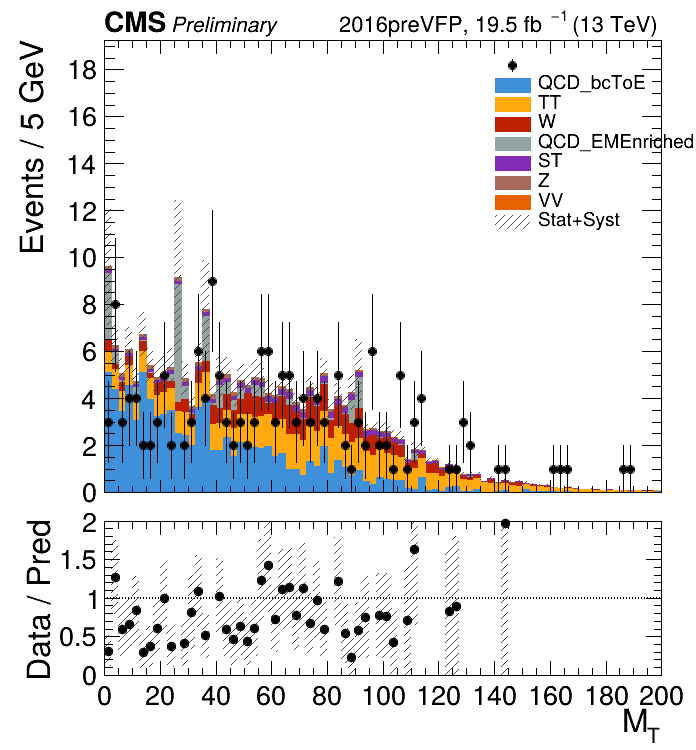 CMS Preliminary 2016preVFP, 19.5 fb⁻¹ (13 TeV)
Events / 5 GeV
18
16
14
12
10
8
6
4
2
0
QCD_bcToE
TT
W
QCD_EMEnriched
ST
Z
VV
Stat+Syst
Data / Pred
2
1.5
1
0.5
0
0 20 40 60 80 100 120 140 160 180 200
M_T